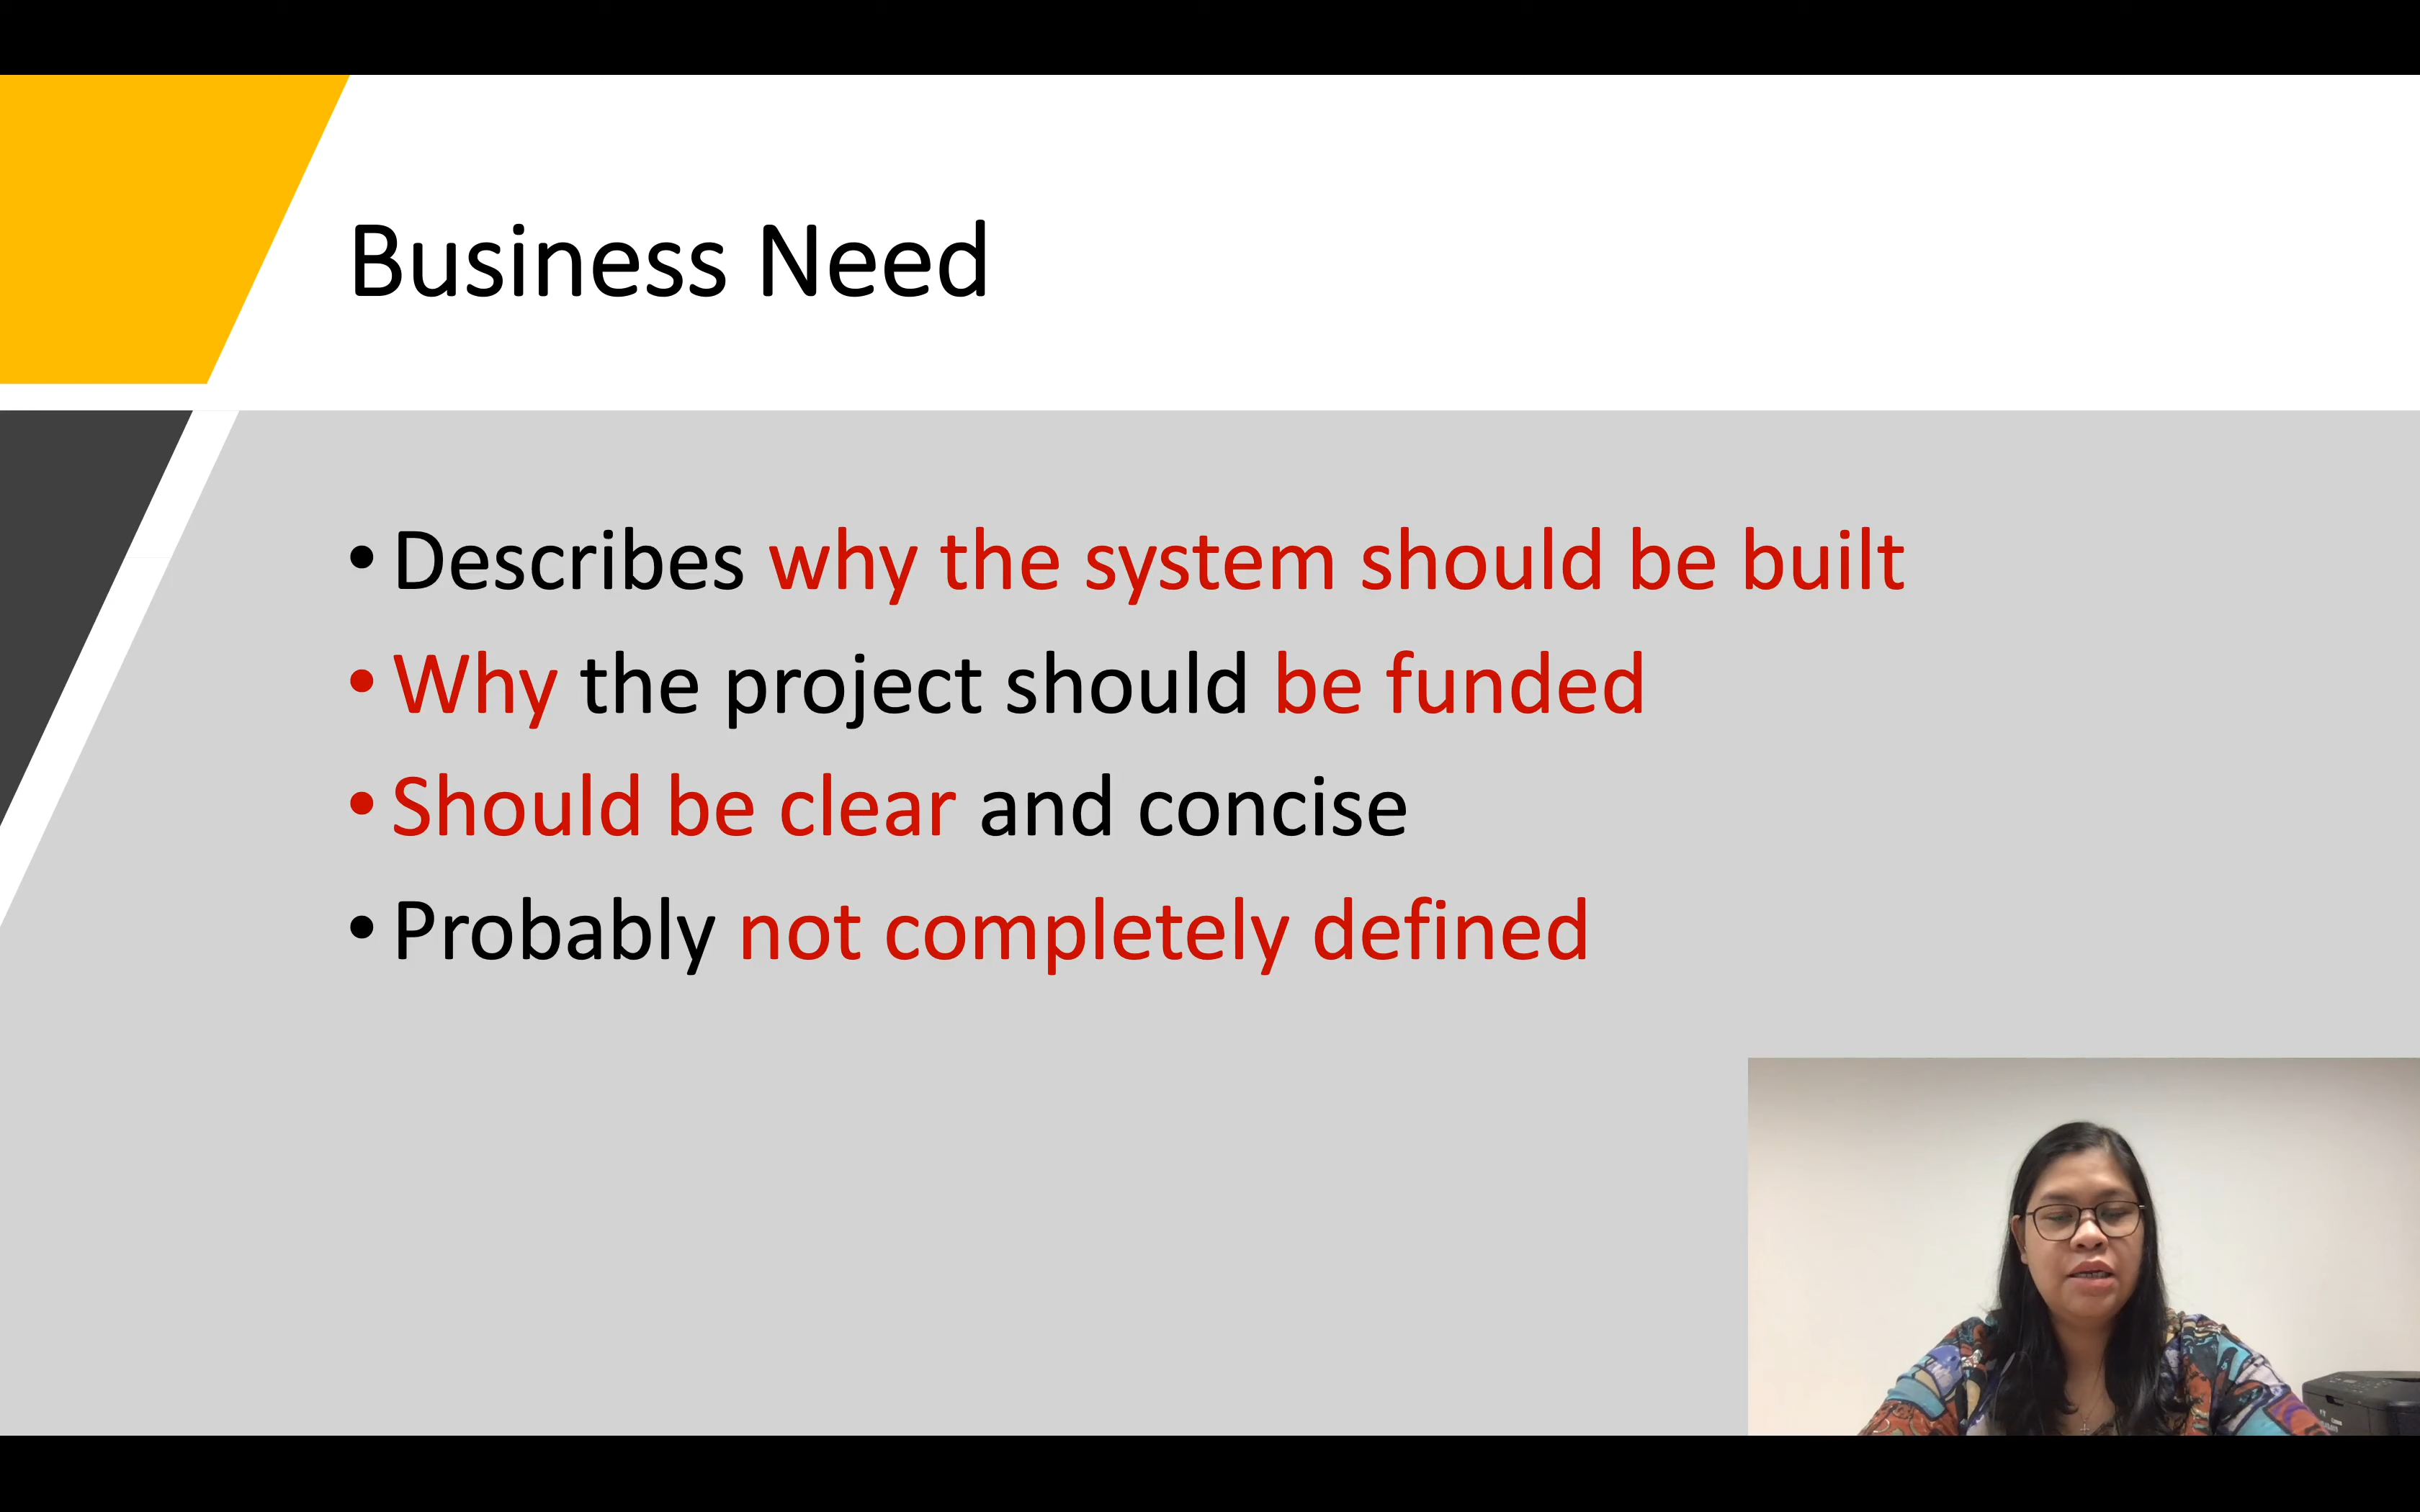 Business Need
• Describes why the system should be built
• Why the project should be funded
• Should be clear and concise
• Probably not completely defined